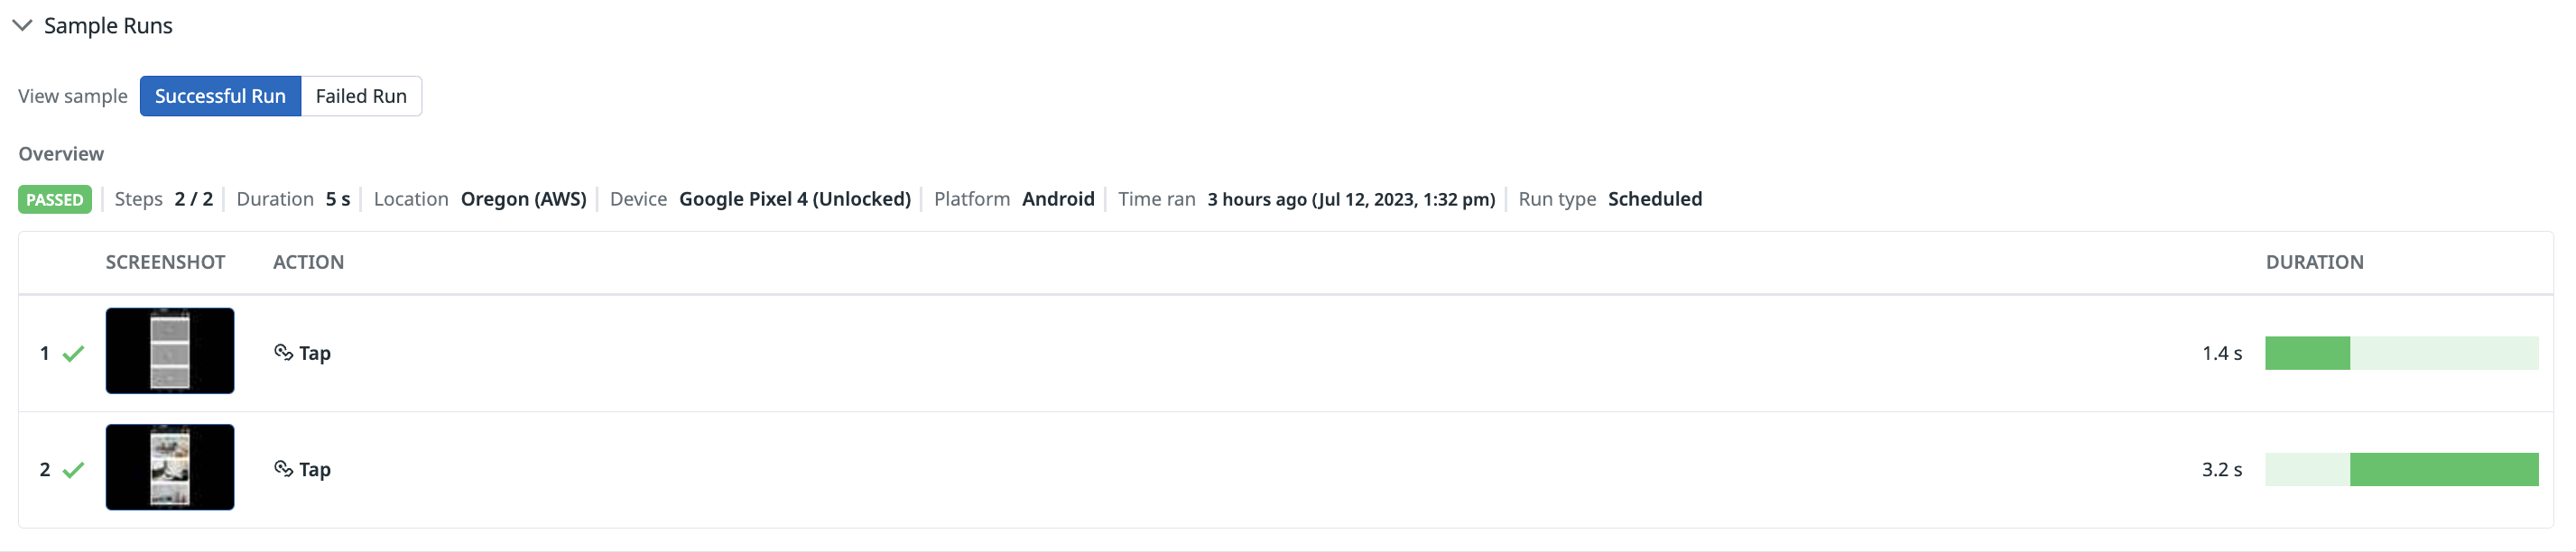 Sample Runs
View sample Successful Run Failed Run
Overview
PASSED Steps 2 / 2 Duration 5 s Location Oregon (AWS) Device Google Pixel 4 (Unlocked) Platform Android Time ran 3 hours ago (Jul 12, 2023, 1:32 pm) Run type Scheduled
SCREENSHOT ACTION DURATION
1 Tap 1.4 s
2 Tap 3.2 s